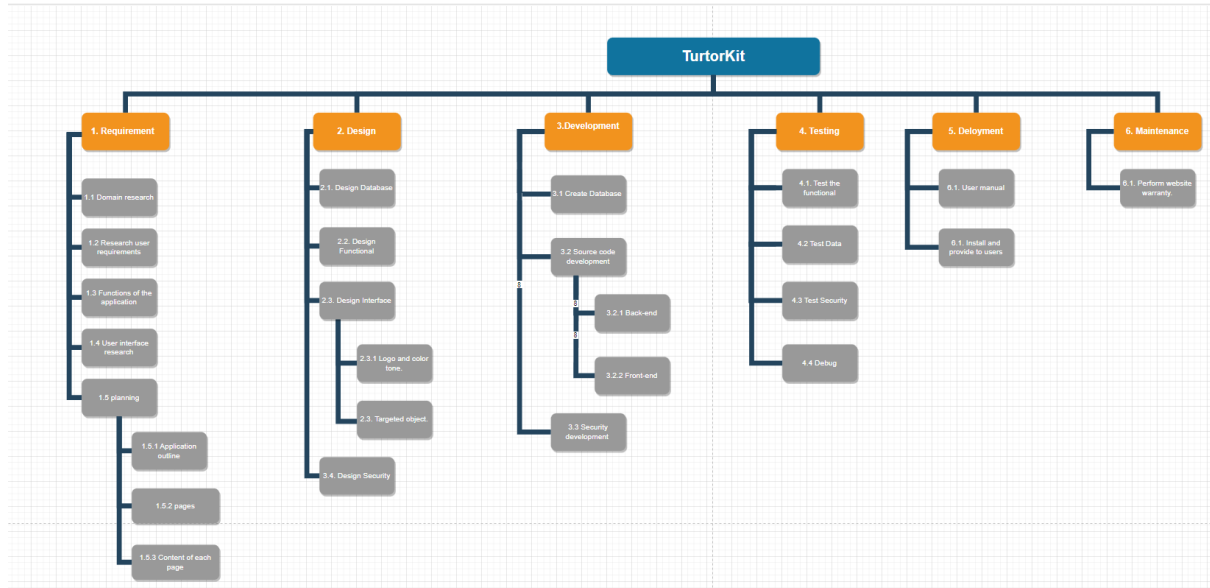 TurtorKit
1. Requirement
1.1 Domain research
1.2 Research user
requirements
1.3 Functions of the
application
1.4 User interface
research
1.5 planning
1.5.1 Application
outline
1.5.2 pages
1.5.3 Content of each
page
2. Design
2.1. Design Database
2.2. Design
Functional
2.3. Design Interface
2.3.1 Logo and color
tone.
2.3. Targeted object.
3.4. Design Security
3.Development
3.1 Create Database
3.2 Source code
development
8
8
8
3.2.1 Back-end
3.2.2 Front-end
3.3 Security
development
4. Testing
4.1. Test the
functional
4.2 Test Data
4.3 Test Security
4.4 Debug
5. Deloyment
6.1. User manual
6.1. Install and
provide to users
6. Maintenance
6.1. Perform website
warranty.